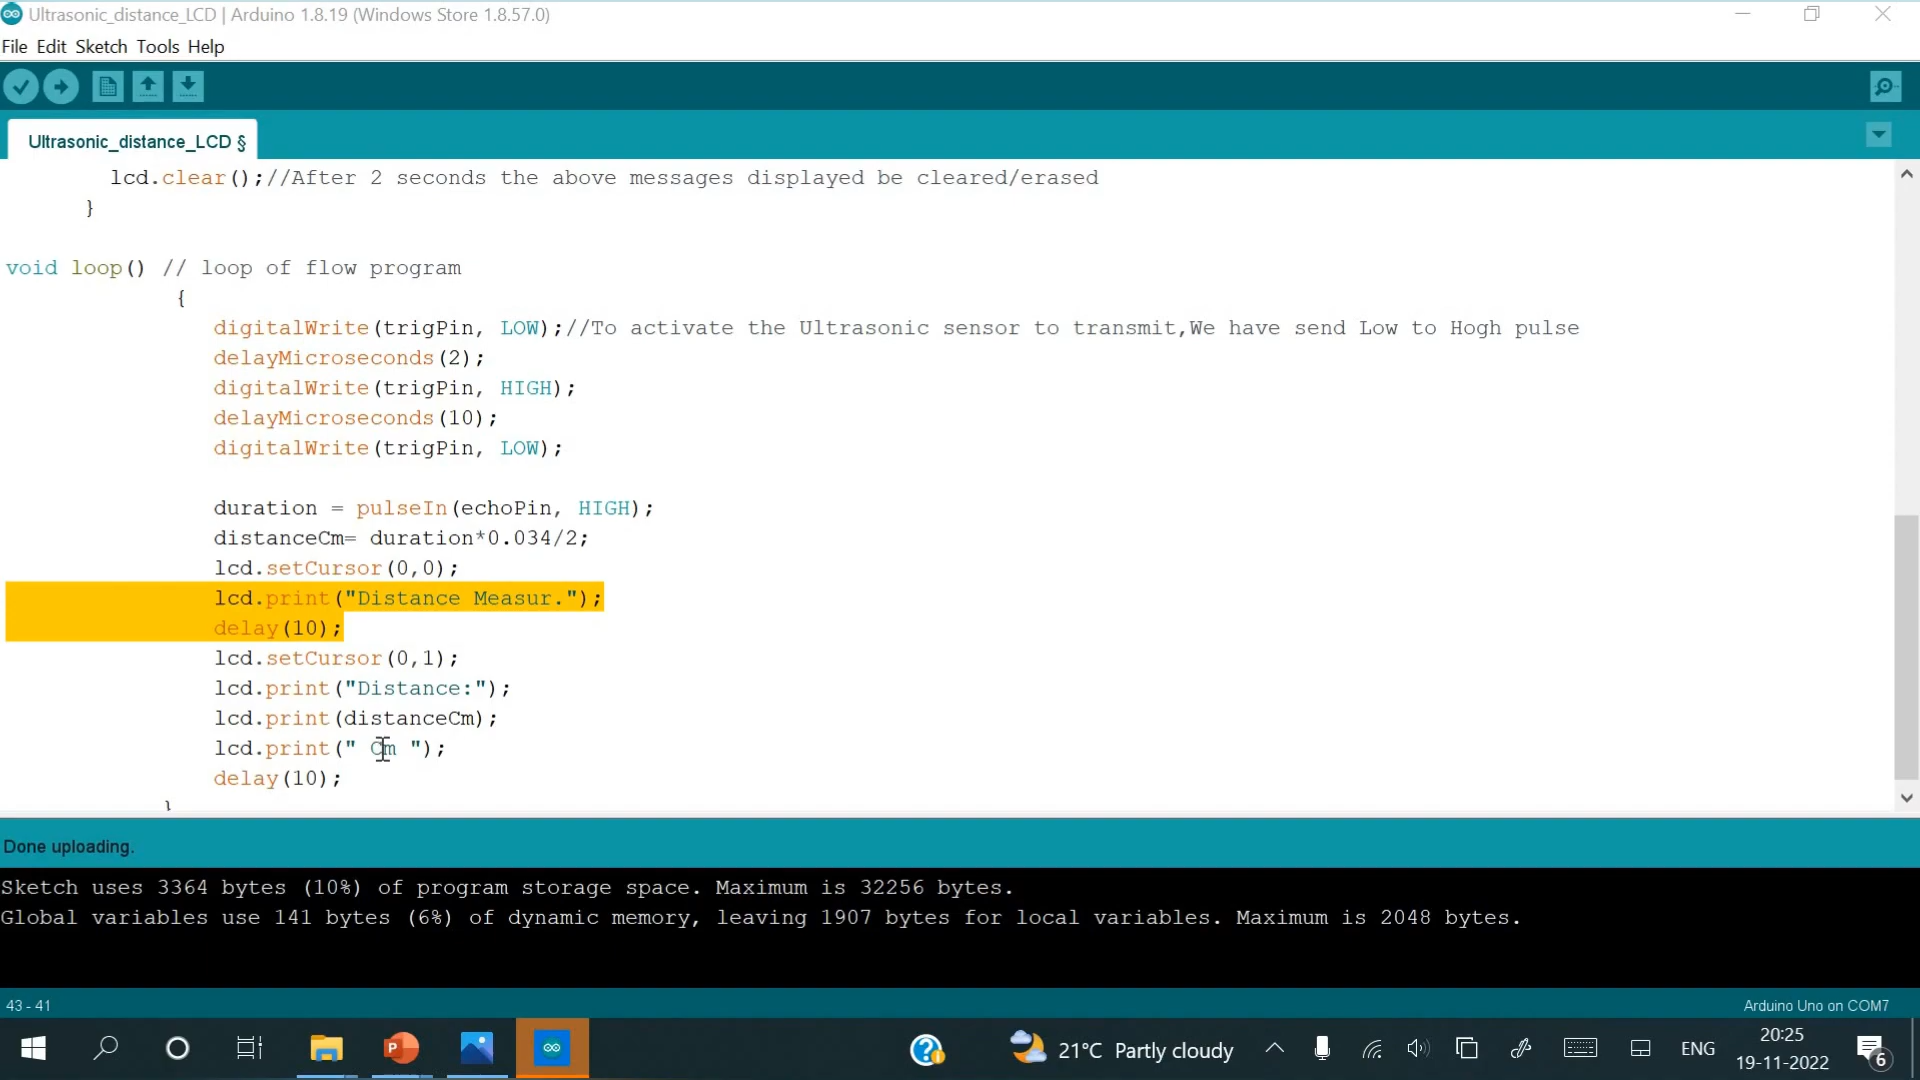 Ultrasonic_distance_LCD | Arduino 1.8.19 (Windows Store 1.8.57.0)
File Edit Sketch Tools Help
Ultrasonic_distance_LCD §
lcd.clear();//After 2 seconds the above messages displayed be cleared/erased
}
void loop() // loop of flow program
{
digitalWrite(trigPin, LOW);//To activate the Ultrasonic sensor to transmit,We have send Low to Hogh pulse
delayMicroseconds(2);
digitalWrite(trigPin, HIGH);
delayMicroseconds(10);
digitalWrite(trigPin, LOW);
duration = pulseIn(echoPin, HIGH);
distanceCm= duration*0.034/2;
lcd.setCursor(0,0);
lcd.print("Distance Measur.");
delay(10);
lcd.setCursor(0,1);
lcd.print("Distance:");
lcd.print(distanceCm);
lcd.print(" Cm ");
delay(10);
}
Done uploading.
Sketch uses 3364 bytes (10%) of program storage space. Maximum is 32256 bytes.
Global variables use 141 bytes (6%) of dynamic memory, leaving 1907 bytes for local variables. Maximum is 2048 bytes.
43 - 41
Arduino Uno on COM7
21°C Partly cloudy
ENG
20:25
19-11-2022
6